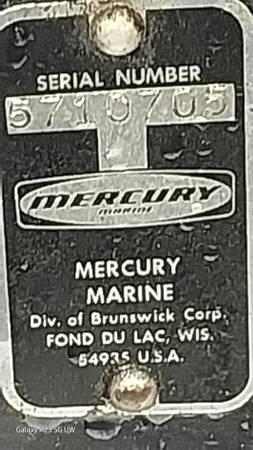 SERIAL NUMBER
5710705
MERCURY
MARINE
MERCURY
MARINE
Div. of Brunswick Corp.
FOND DU LAC, WIS.
54935 U.S.A.
Galaxy A23 5G UW